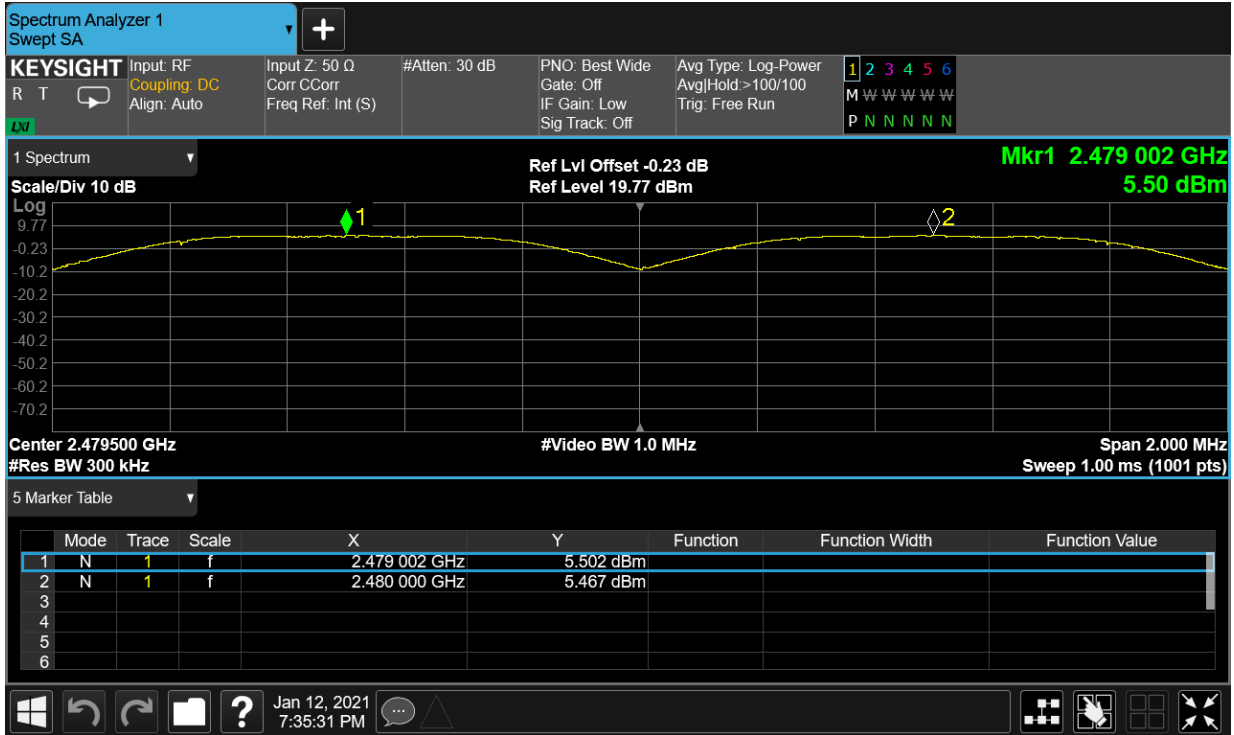 Spectrum Analyzer 1
Swept SA
KEYSIGHT
R T
LXI
Input: RF
Coupling: DC
Align: Auto
Input Z: 50 Ω
Corr CCorr
Freq Ref: Int (S)
#Atten: 30 dB
PNO: Best Wide
Gate: Off
IF Gain: Low
Sig Track: Off
Avg Type: Log-Power
Avg|Hold:>100/100
Trig: Free Run
1 2 3 4 5 6
M W W W W W
P N N N N N
1 Spectrum
Scale/Div 10 dB
Ref Lvl Offset -0.23 dB
Ref Level 19.77 dBm
Mkr1 2.479 002 GHz
5.50 dBm
Log
9.77
-0.23
-10.2
-20.2
-30.2
-40.2
-50.2
-60.2
-70.2
1
2
Center 2.479500 GHz
#Res BW 300 kHz
#Video BW 1.0 MHz
Span 2.000 MHz
Sweep 1.00 ms (1001 pts)
5 Marker Table
Mode Trace Scale X Y Function Function Width Function Value
1 N 1 f 2.479 002 GHz 5.502 dBm
2 N 1 f 2.480 000 GHz 5.467 dBm
3
4
5
6
?
Jan 12, 2021
7:35:31 PM